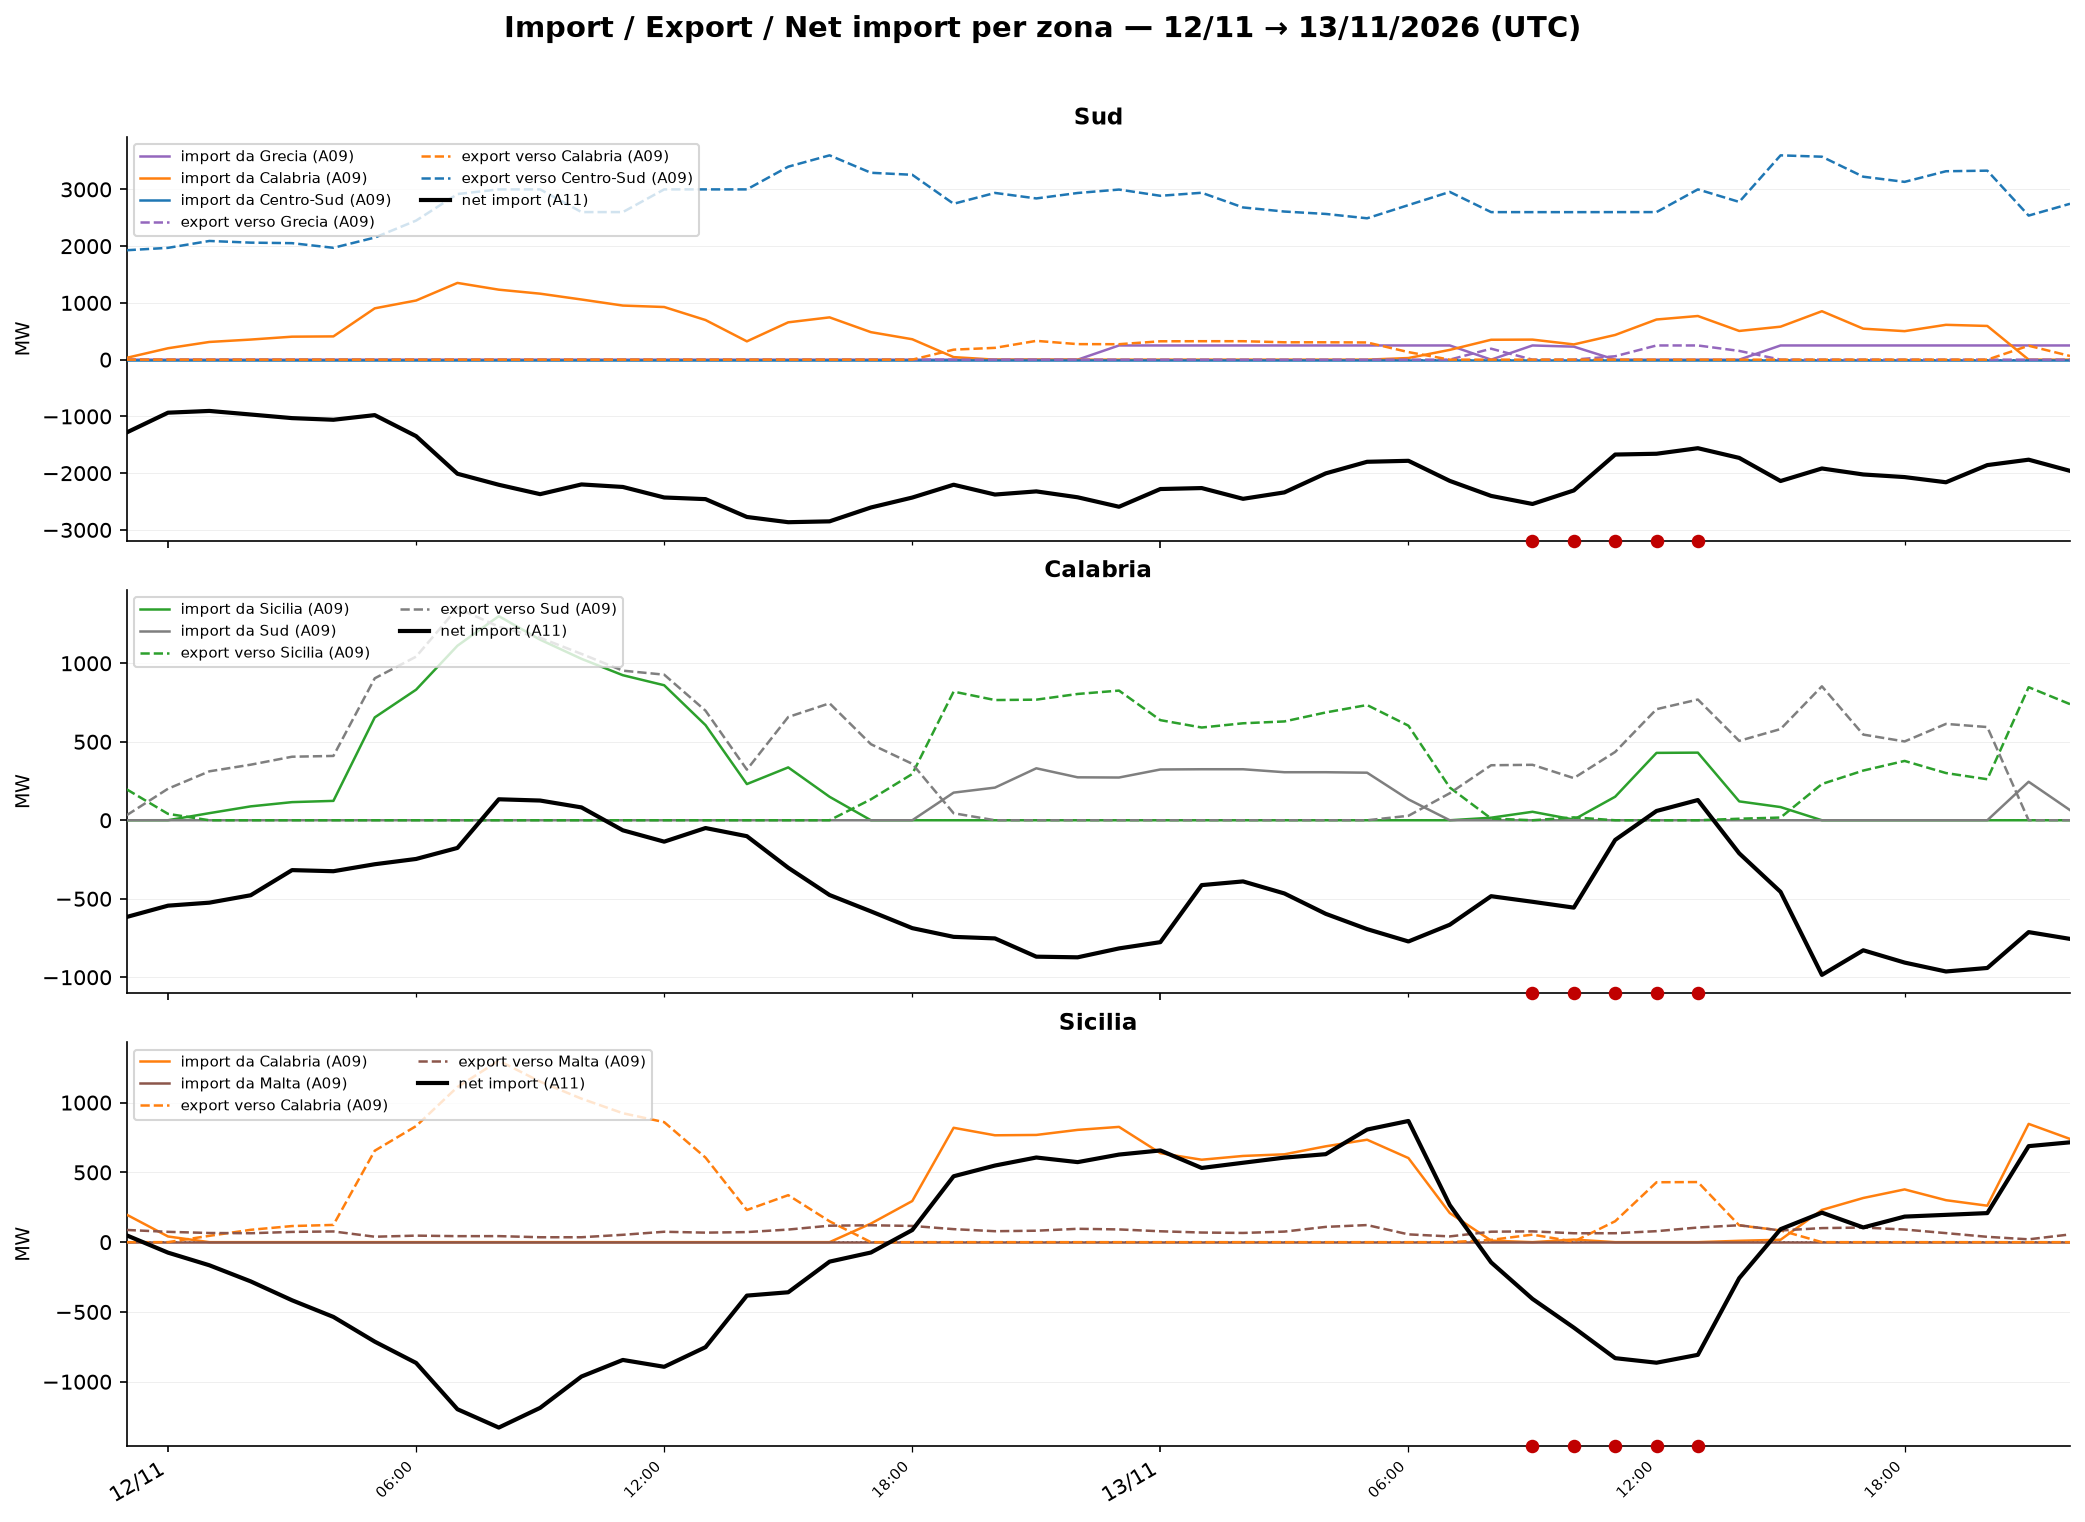 Import / Export / Net import per zona — 12/11 → 13/11/2026 (UTC)
Sud
import da Grecia (A09)
import da Calabria (A09)
import da Centro-Sud (A09)
export verso Grecia (A09)
export verso Calabria (A09)
export verso Centro-Sud (A09)
net import (A11)
MW
3000
2000
1000
0
−1000
−2000
−3000
Calabria
import da Sicilia (A09)
import da Sud (A09)
export verso Sicilia (A09)
export verso Sud (A09)
net import (A11)
MW
1000
500
0
−500
−1000
Sicilia
import da Calabria (A09)
import da Malta (A09)
export verso Calabria (A09)
export verso Malta (A09)
net import (A11)
MW
1000
500
0
−500
−1000
12/11
06:00
12:00
18:00
13/11
06:00
12:00
18:00